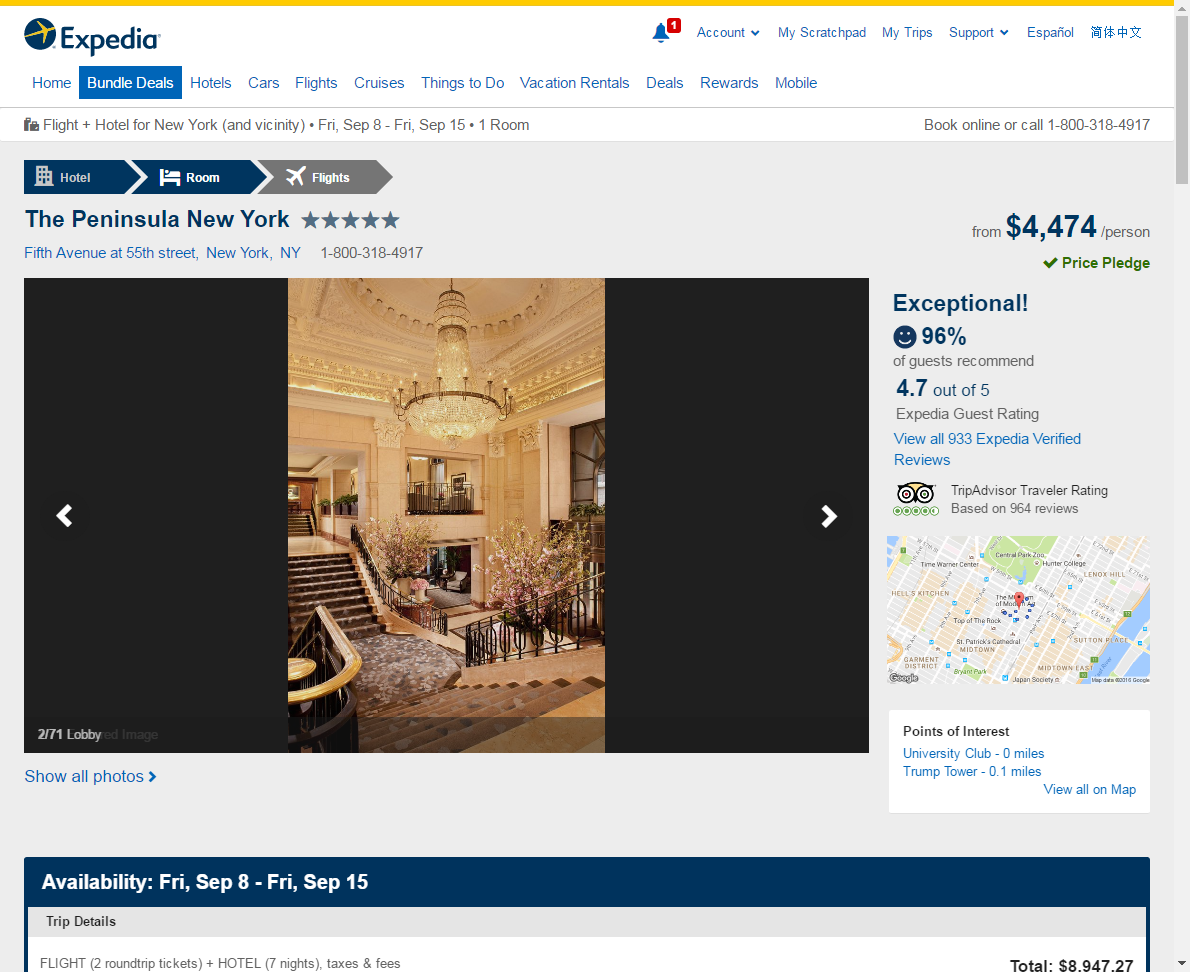 Expedia
1
Account
My Scratchpad
My Trips
Support
Español
简体中文
Home
Bundle Deals
Hotels
Cars
Flights
Cruises
Things to Do
Vacation Rentals
Deals
Rewards
Mobile
Flight + Hotel for New York (and vicinity) • Fri, Sep 8 - Fri, Sep 15 • 1 Room
Book online or call 1-800-318-4917
Hotel
Room
Flights
The Peninsula New York
from $4,474 /person
Fifth Avenue at 55th street, New York, NY 1-800-318-4917
Price Pledge
Exceptional!
96%
of guests recommend
4.7 out of 5
Expedia Guest Rating
View all 933 Expedia Verified
Reviews
TripAdvisor Traveler Rating
Based on 964 reviews
Central Park Zoo
Time Warner Center
Hunter College
LENOX HILL
HELL'S KITCHEN
Top of The Rock
St. Patrick's Cathedral
MIDTOWN
SUTTON PLACE
GARMENT
DISTRICT
Bryant Park
MIDTOWN EAST
Japan Society
Google
Map data ©2016 Google
2/71 Lobby
Image
Show all photos
Points of Interest
University Club - 0 miles
Trump Tower - 0.1 miles
View all on Map
Availability: Fri, Sep 8 - Fri, Sep 15
Trip Details
FLIGHT (2 roundtrip tickets) + HOTEL (7 nights), taxes & fees
Total: $8,947.27